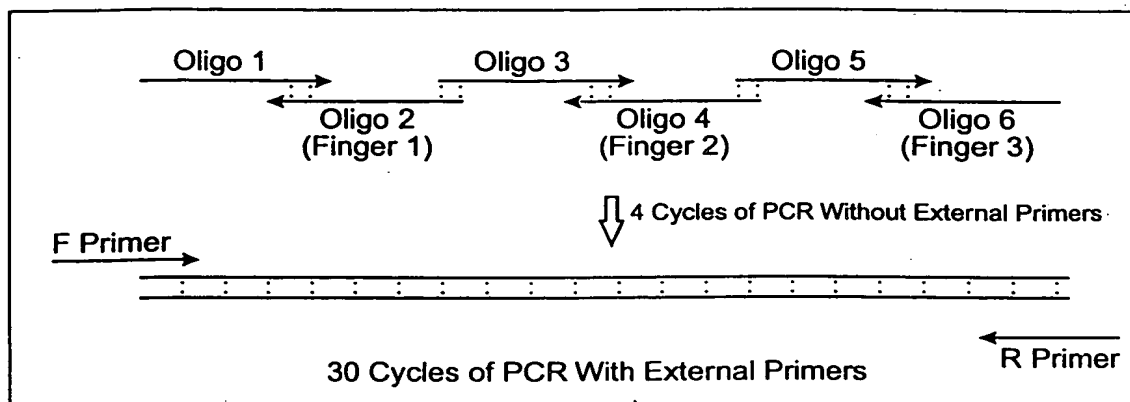 Oligo 1
Oligo 3
Oligo 5
Oligo 2
(Finger 1)
Oligo 4
(Finger 2)
Oligo 6
(Finger 3)
4 Cycles of PCR Without External Primers
F Primer
R Primer
30 Cycles of PCR With External Primers